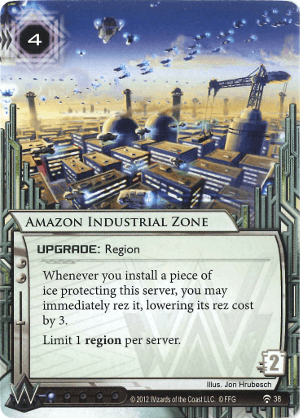 4
AMAZON INDUSTRIAL ZONE
UPGRADE: Region
Whenever you install a piece of
ice protecting this server, you may
immediately rez it, lowering its rez cost
by 3.
Limit 1 region per server.
2
Illus. Jon Hrubesch
© 2012 Wizards of the Coast LLC. © FFG
38